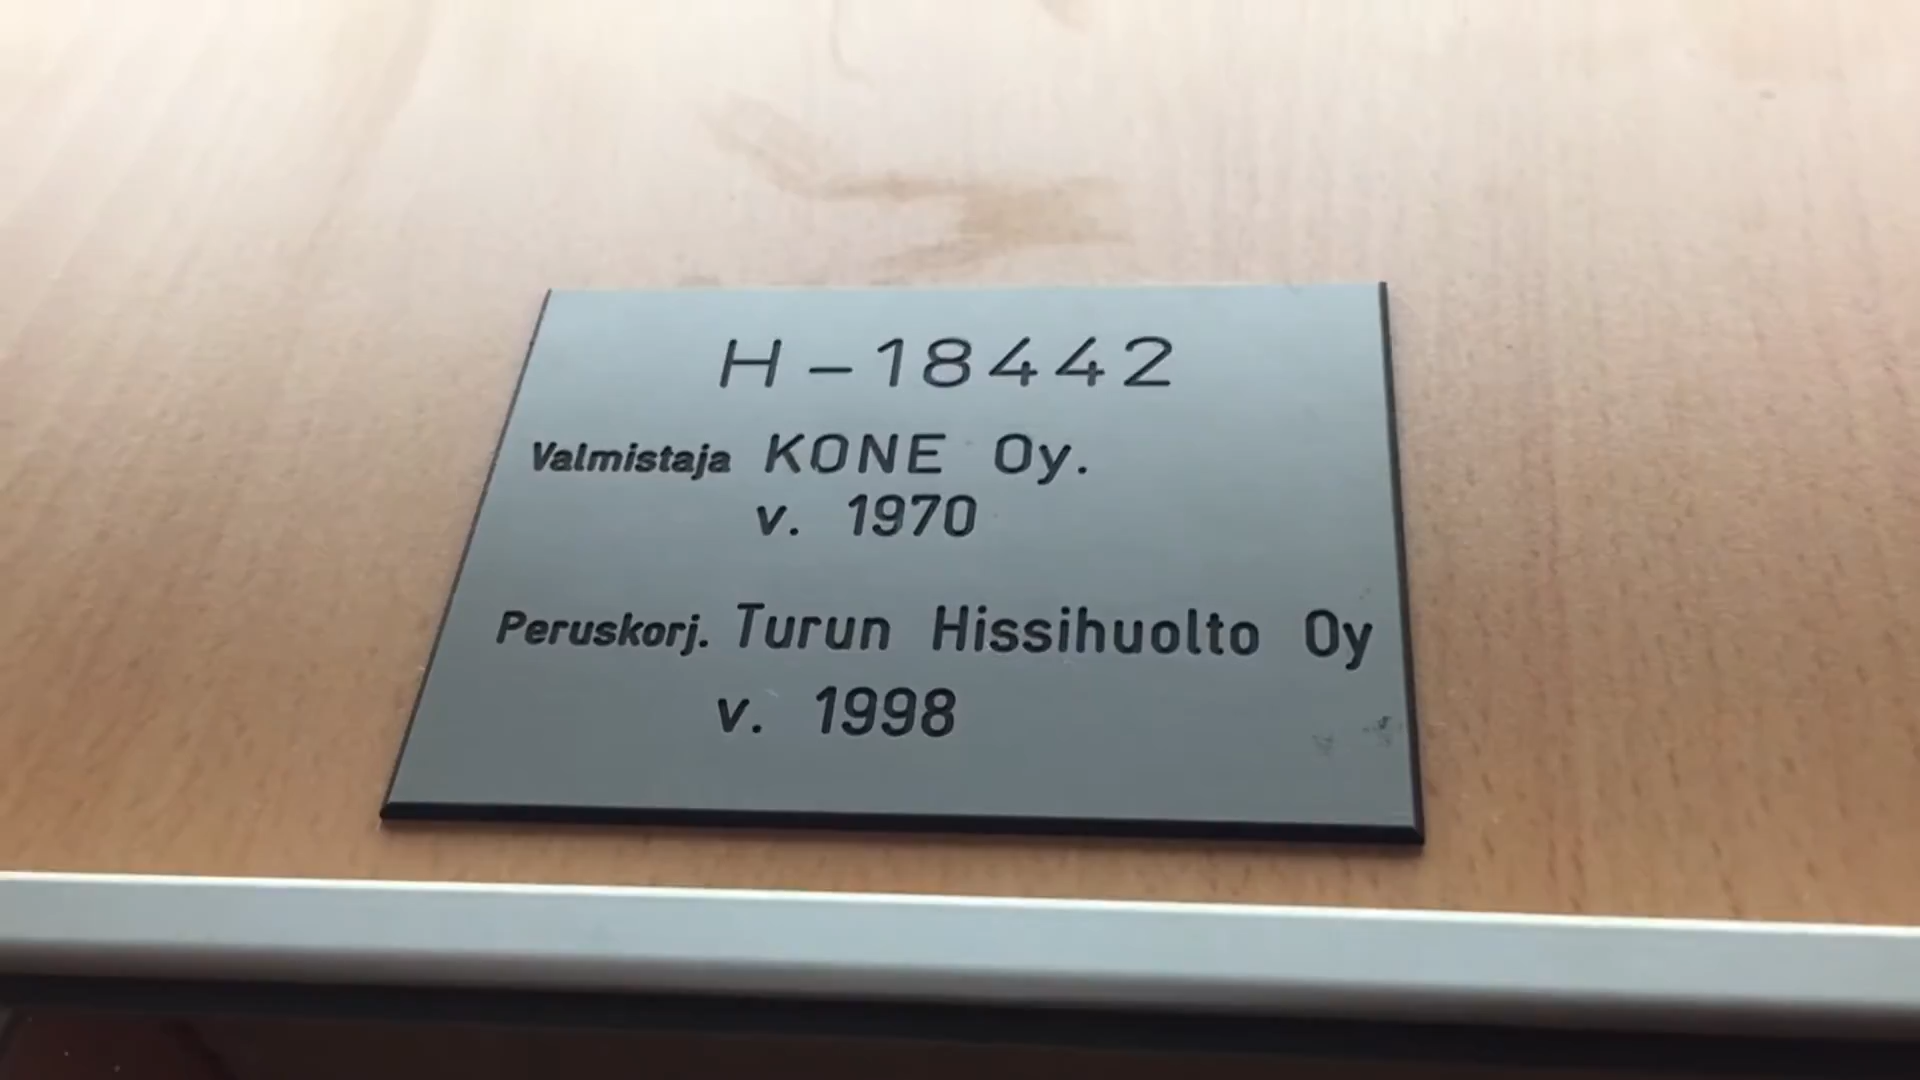 H-18442
Valmistaja KONE Oy.
v. 1970
Peruskorj. Turun Hissihuolto Oy
v. 1998